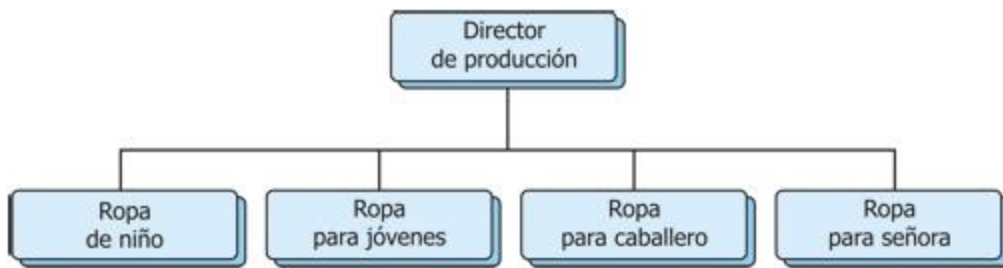 Director
de producción
Ropa
de niño
Ropa
para jóvenes
Ropa
para caballero
Ropa
para señora